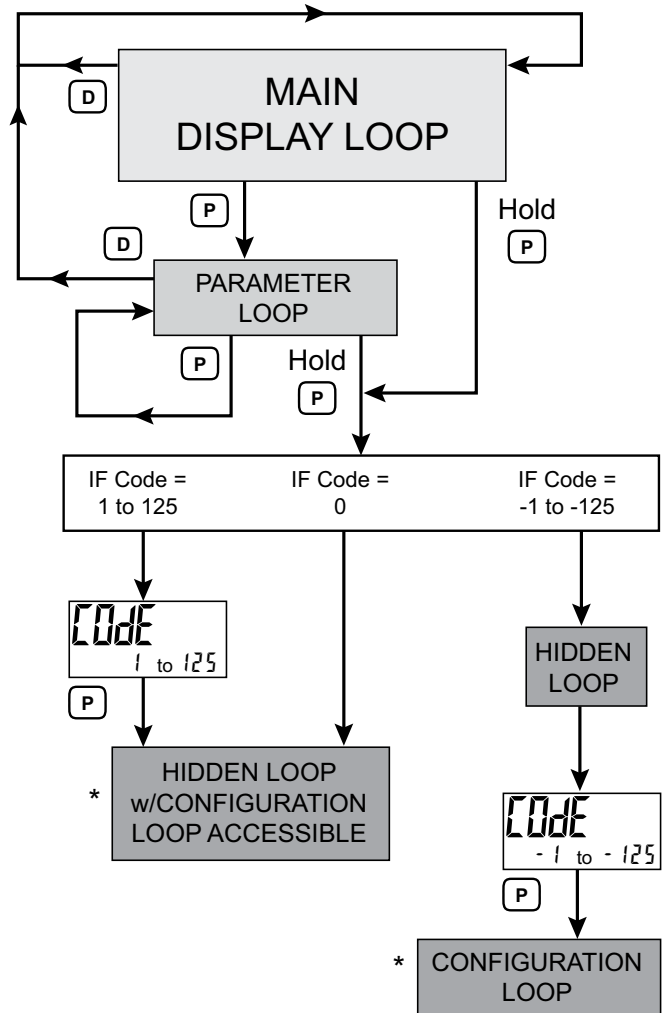 MAIN
DISPLAY LOOP
D
P
Hold
P
D
PARAMETER
LOOP
P
Hold
P
IF Code =
1 to 125
IF Code =
0
IF Code =
-1 to -125
COdE
1 to 125
P
HIDDEN
LOOP
* HIDDEN LOOP
w/CONFIGURATION
LOOP ACCESSIBLE
COdE
-1 to -125
P
* CONFIGURATION
LOOP